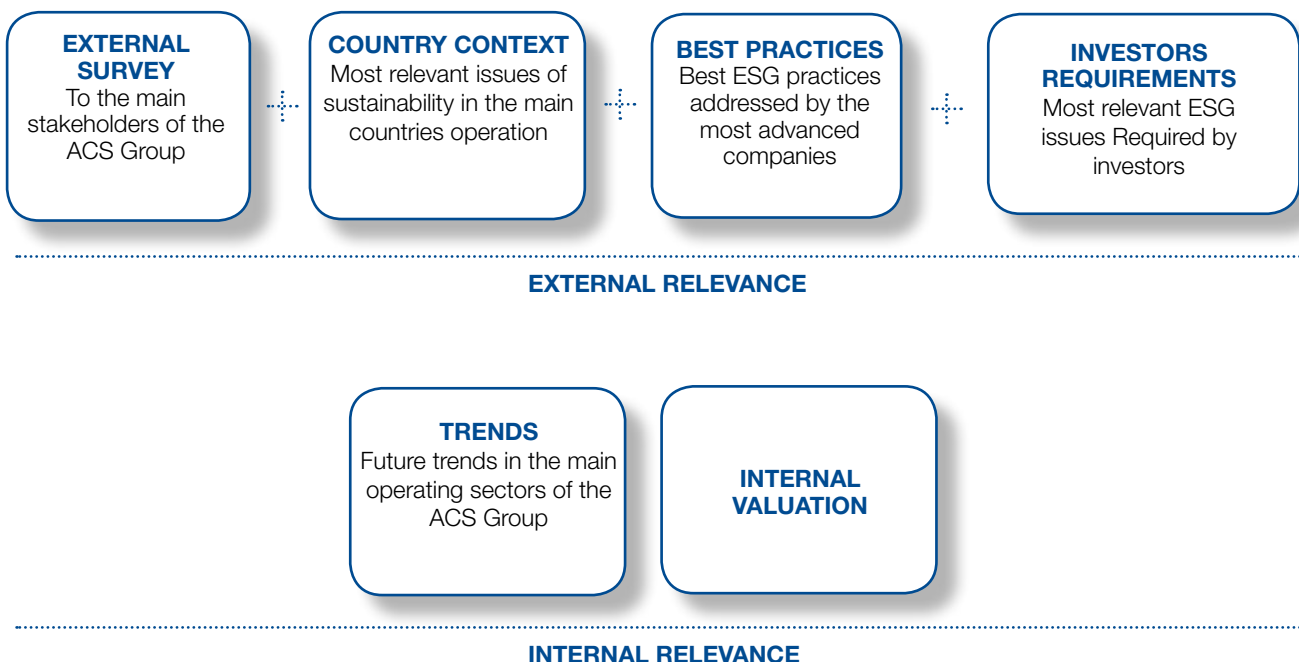 EXTERNAL
SURVEY
To the main
stakeholders of the
ACS Group
COUNTRY CONTEXT
Most relevant issues of
sustainability in the main
countries operation
BEST PRACTICES
Best ESG practices
addressed by the
most advanced
companies
INVESTORS
REQUIREMENTS
Most relevant ESG
issues Required by
investors
EXTERNAL RELEVANCE
TRENDS
Future trends in the main
operating sectors of the
ACS Group
INTERNAL
VALUATION
INTERNAL RELEVANCE